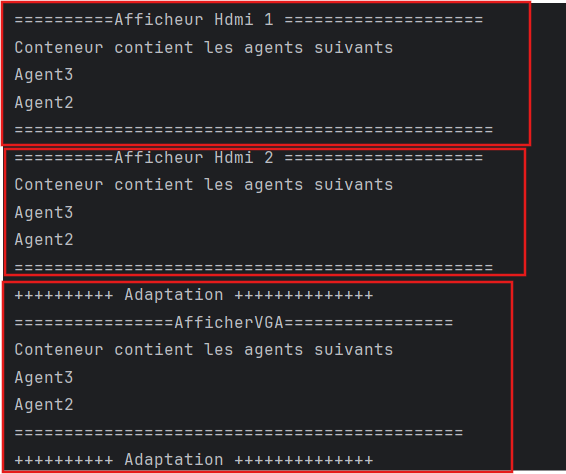 ==========Afficheur Hdmi 1 ====================
Conteneur contient les agents suivants
Agent3
Agent2
================================================
==========Afficheur Hdmi 2 ====================
Conteneur contient les agents suivants
Agent3
Agent2
================================================
++++++++++ Adaptation ++++++++++++++
================AfficherVGA=================
Conteneur contient les agents suivants
Agent3
Agent2
=============================================
++++++++++ Adaptation ++++++++++++++